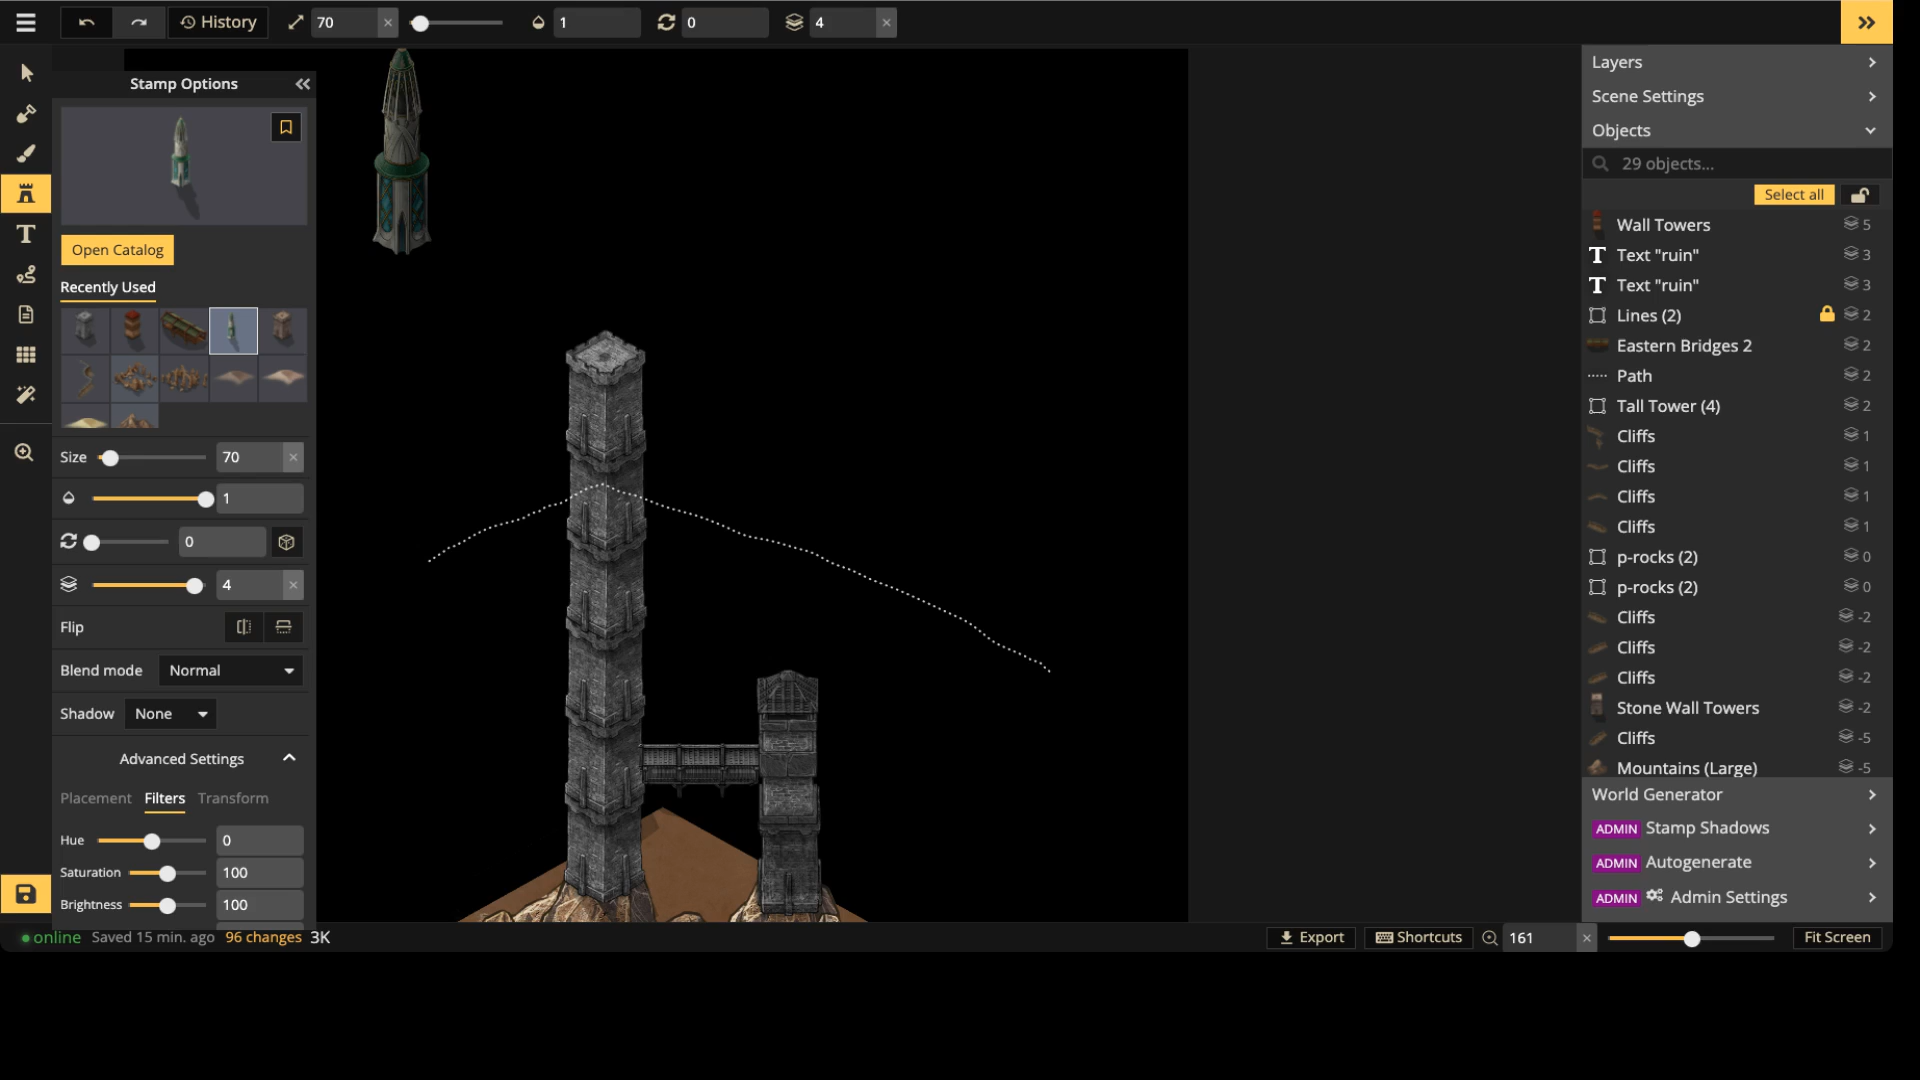 History
70
1
0
4
Stamp Options
Open Catalog
Recently Used
Size
70
1
0
4
Flip
Blend mode
Normal
Shadow
None
Advanced Settings
Placement Filters Transform
Hue
0
Saturation
100
Brightness
100
online Saved 15 min. ago 96 changes 3K
Layers
Scene Settings
Objects
29 objects...
Select all
Wall Towers 5
Text "ruin" 3
Text "ruin" 3
Lines (2) 2
Eastern Bridges 2 2
Path 2
Tall Tower (4) 2
Cliffs 1
Cliffs 1
Cliffs 1
Cliffs 1
p-rocks (2) 0
p-rocks (2) 0
Cliffs -2
Cliffs -2
Cliffs -2
Stone Wall Towers -2
Cliffs -5
Mountains (Large) -5
World Generator
ADMIN Stamp Shadows
ADMIN Autogenerate
ADMIN Admin Settings
Export
Shortcuts
161
Fit Screen